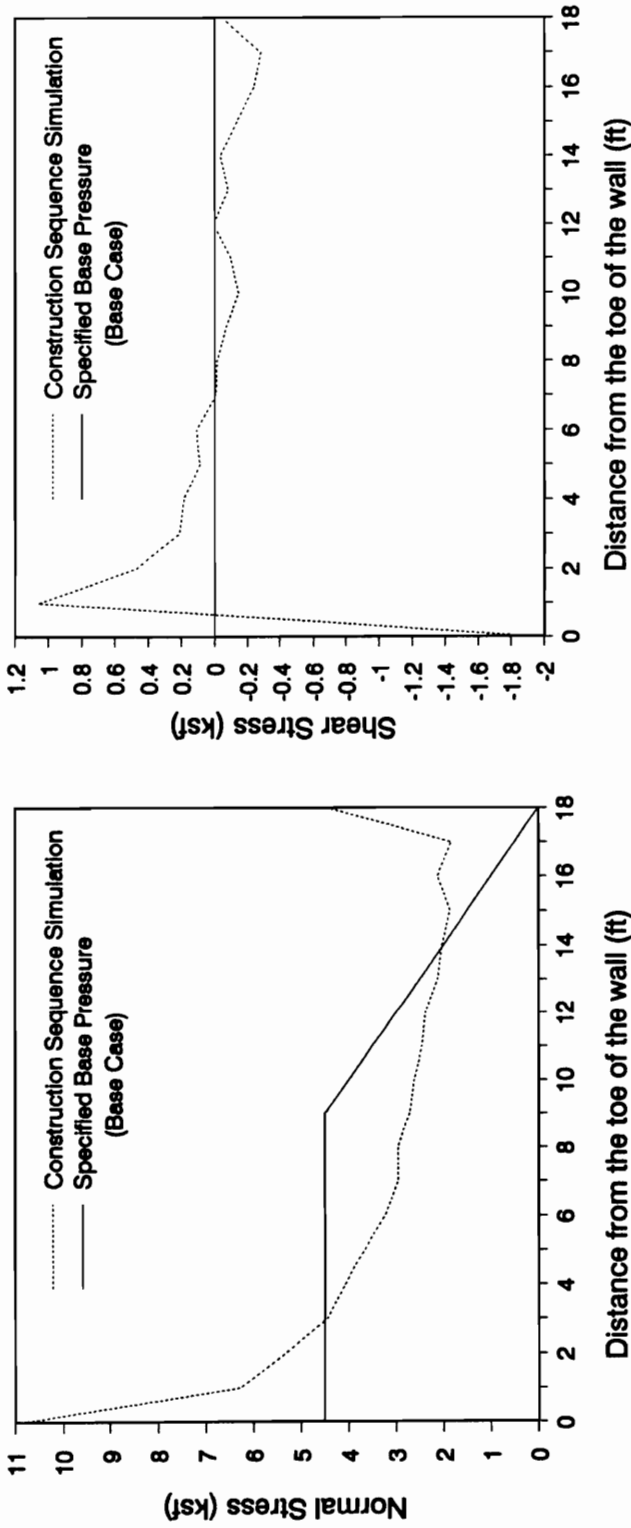 11
10
9
8
7
6
5
4
3
2
1
0
Normal Stress (ksf)
Construction Sequence Simulation
Specified Base Pressure
(Base Case)
0 2 4 6 8 10 12 14 16 18
Distance from the toe of the wall (ft)
1.2
1
0.8
0.6
0.4
0.2
0
-0.2
-0.4
-0.6
-0.8
-1
-1.2
-1.4
-1.6
-1.8
-2
Shear Stress (ksf)
Construction Sequence Simulation
Specified Base Pressure
(Base Case)
0 2 4 6 8 10 12 14 16 18
Distance from the toe of the wall (ft)